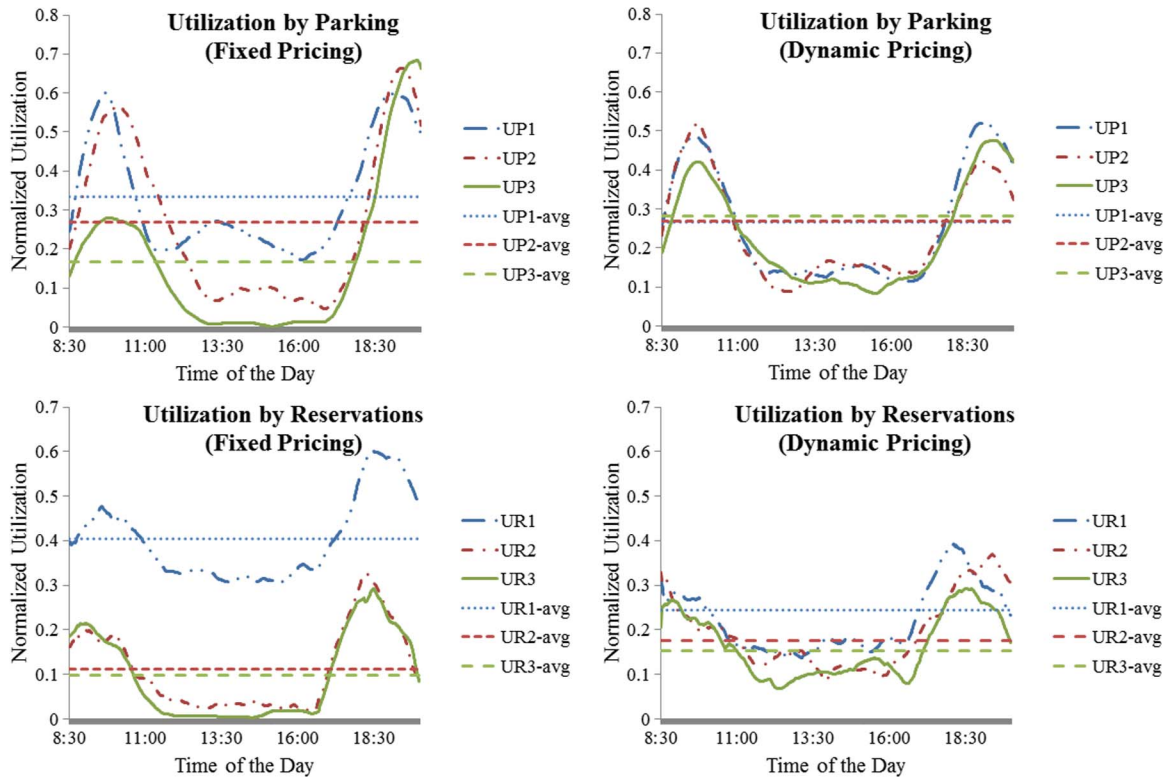 Utilization by Parking
(Fixed Pricing)
Normalized Utilization
0.8
0.7
0.6
0.5
0.4
0.3
0.2
0.1
0
8:30
11:00
13:30
16:00
18:30
Time of the Day
UP1
UP2
UP3
UP1-avg
UP2-avg
UP3-avg
Utilization by Parking
(Dynamic Pricing)
Normalized Utilization
0.8
0.7
0.6
0.5
0.4
0.3
0.2
0.1
0
8:30
11:00
13:30
16:00
18:30
Time of the Day
UP1
UP2
UP3
UP1-avg
UP2-avg
UP3-avg
Utilization by Reservations
(Fixed Pricing)
Normalized Utilization
0.7
0.6
0.5
0.4
0.3
0.2
0.1
0
8:30
11:00
13:30
16:00
18:30
Time of the Day
UR1
UR2
UR3
UR1-avg
UR2-avg
UR3-avg
Utilization by Reservations
(Dynamic Pricing)
Normalized Utilization
0.7
0.6
0.5
0.4
0.3
0.2
0.1
0
8:30
11:00
13:30
16:00
18:30
Time of the Day
UR1
UR2
UR3
UR1-avg
UR2-avg
UR3-avg